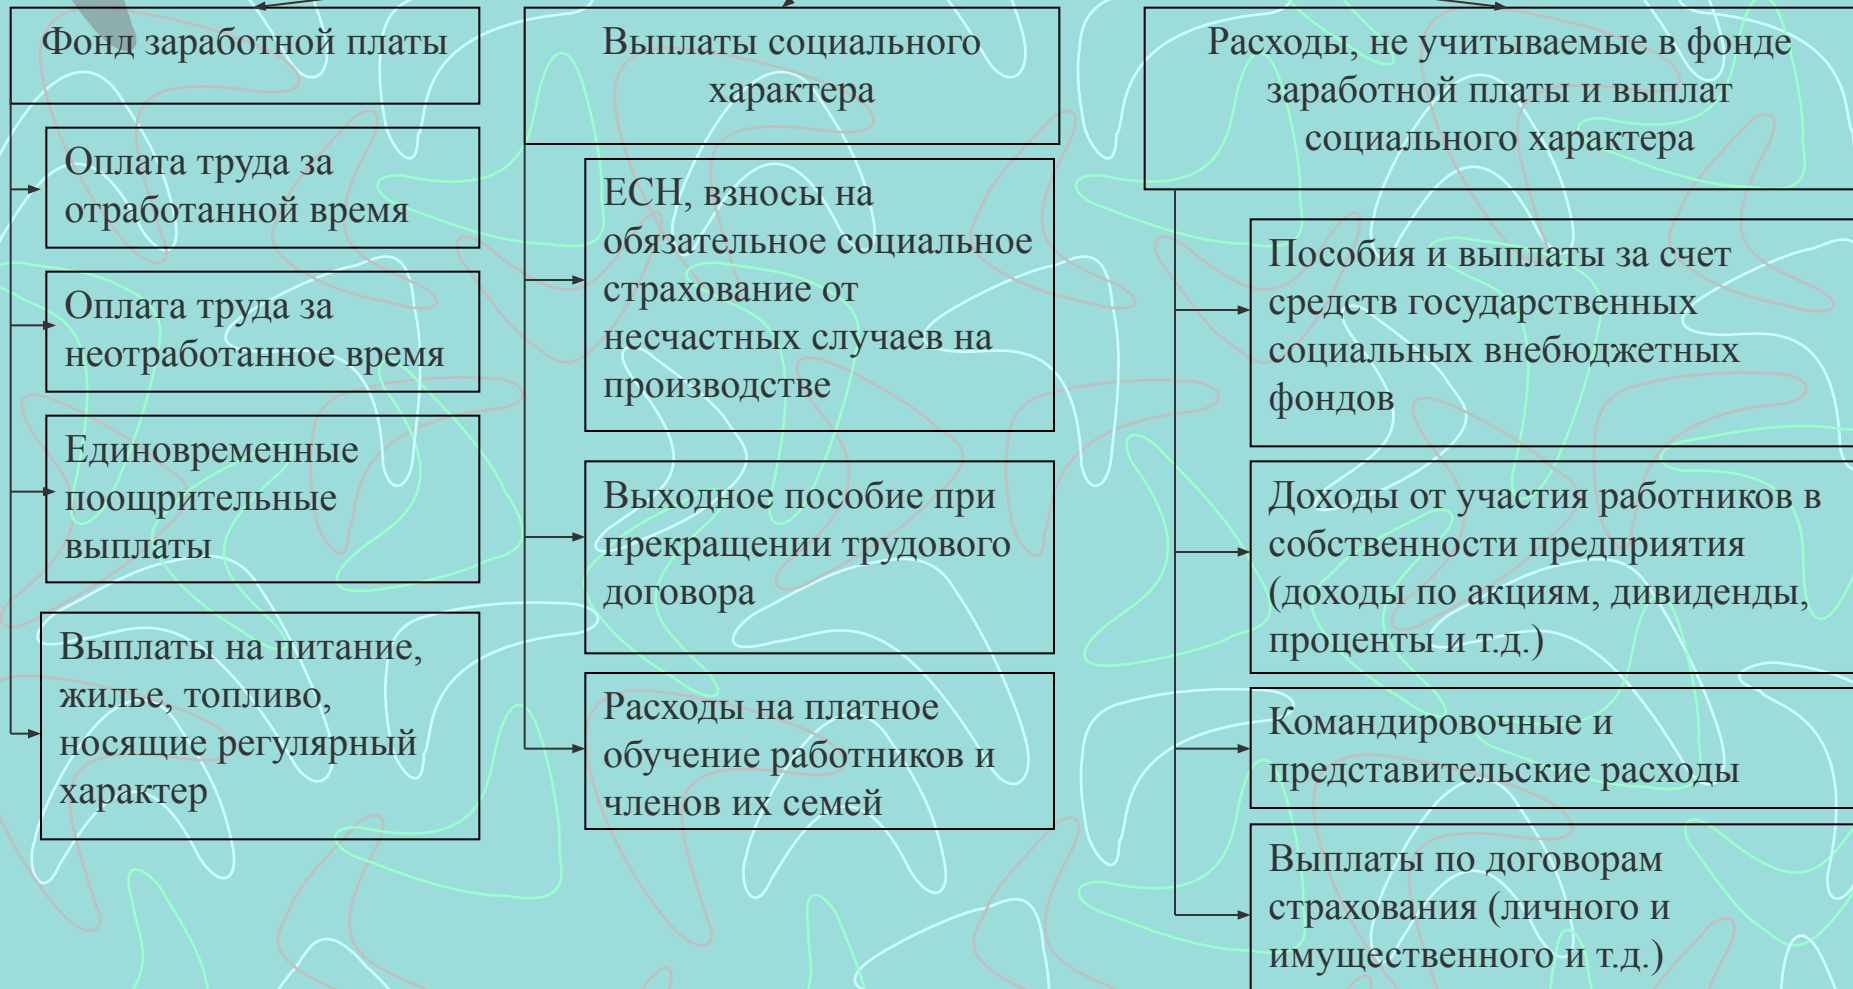 Фонд заработной платы
Оплата труда за
отработанной время
Оплата труда за
неотработанное время
Единовременные
поощрительные
выплаты
Выплаты на питание,
жилье, топливо,
носящие регулярный
характер
Выплаты социального
характера
ЕСН, взносы на
обязательное социальное
страхование от
несчастных случаев на
производстве
Выходное пособие при
прекращении трудового
договора
Расходы на платное
обучение работников и
членов их семей
Расходы, не учитываемые в фонде
заработной платы и выплат
социального характера
Пособия и выплаты за счет
средств государственных
социальных внебюджетных
фондов
Доходы от участия работников в
собственности предприятия
(доходы по акциям, дивиденды,
проценты и т.д.)
Командировочные и
представительские расходы
Выплаты по договорам
страхования (личного и
имущественного и т.д.)